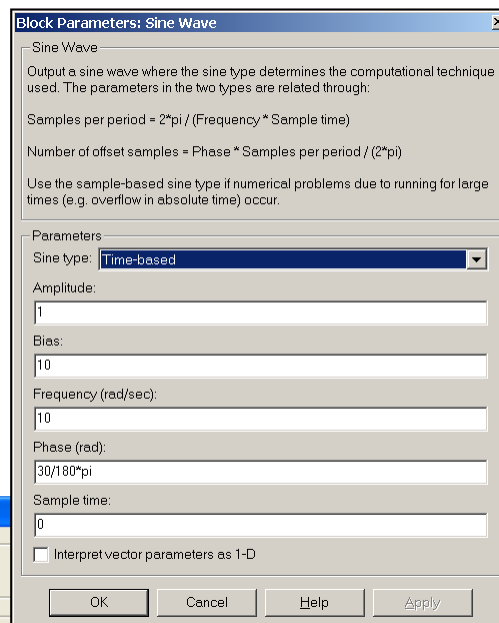 Block Parameters: Sine Wave
Sine Wave
Output a sine wave where the sine type determines the computational technique
used. The parameters in the two types are related through:
Samples per period = 2*pi / (Frequency * Sample time)
Number of offset samples = Phase * Samples per period / (2*pi)
Use the sample-based sine type if numerical problems due to running for large
times (e.g. overflow in absolute time) occur.
Parameters
Sine type: Time-based
Amplitude:
1
Bias:
10
Frequency (rad/sec):
10
Phase (rad):
30/180*pi
Sample time:
0
Interpret vector parameters as 1-D
OK Cancel Help Apply